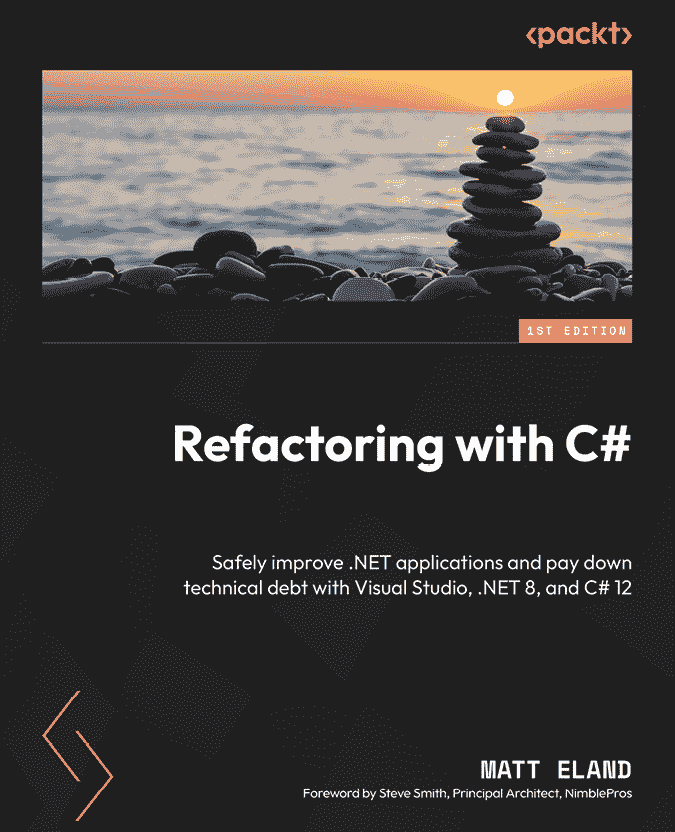 <packt>
1ST EDITION
Refactoring with C#
Safely improve .NET applications and pay down
technical debt with Visual Studio, .NET 8, and C# 12
MATT ELAND
Foreword by Steve Smith, Principal Architect, NimblePros